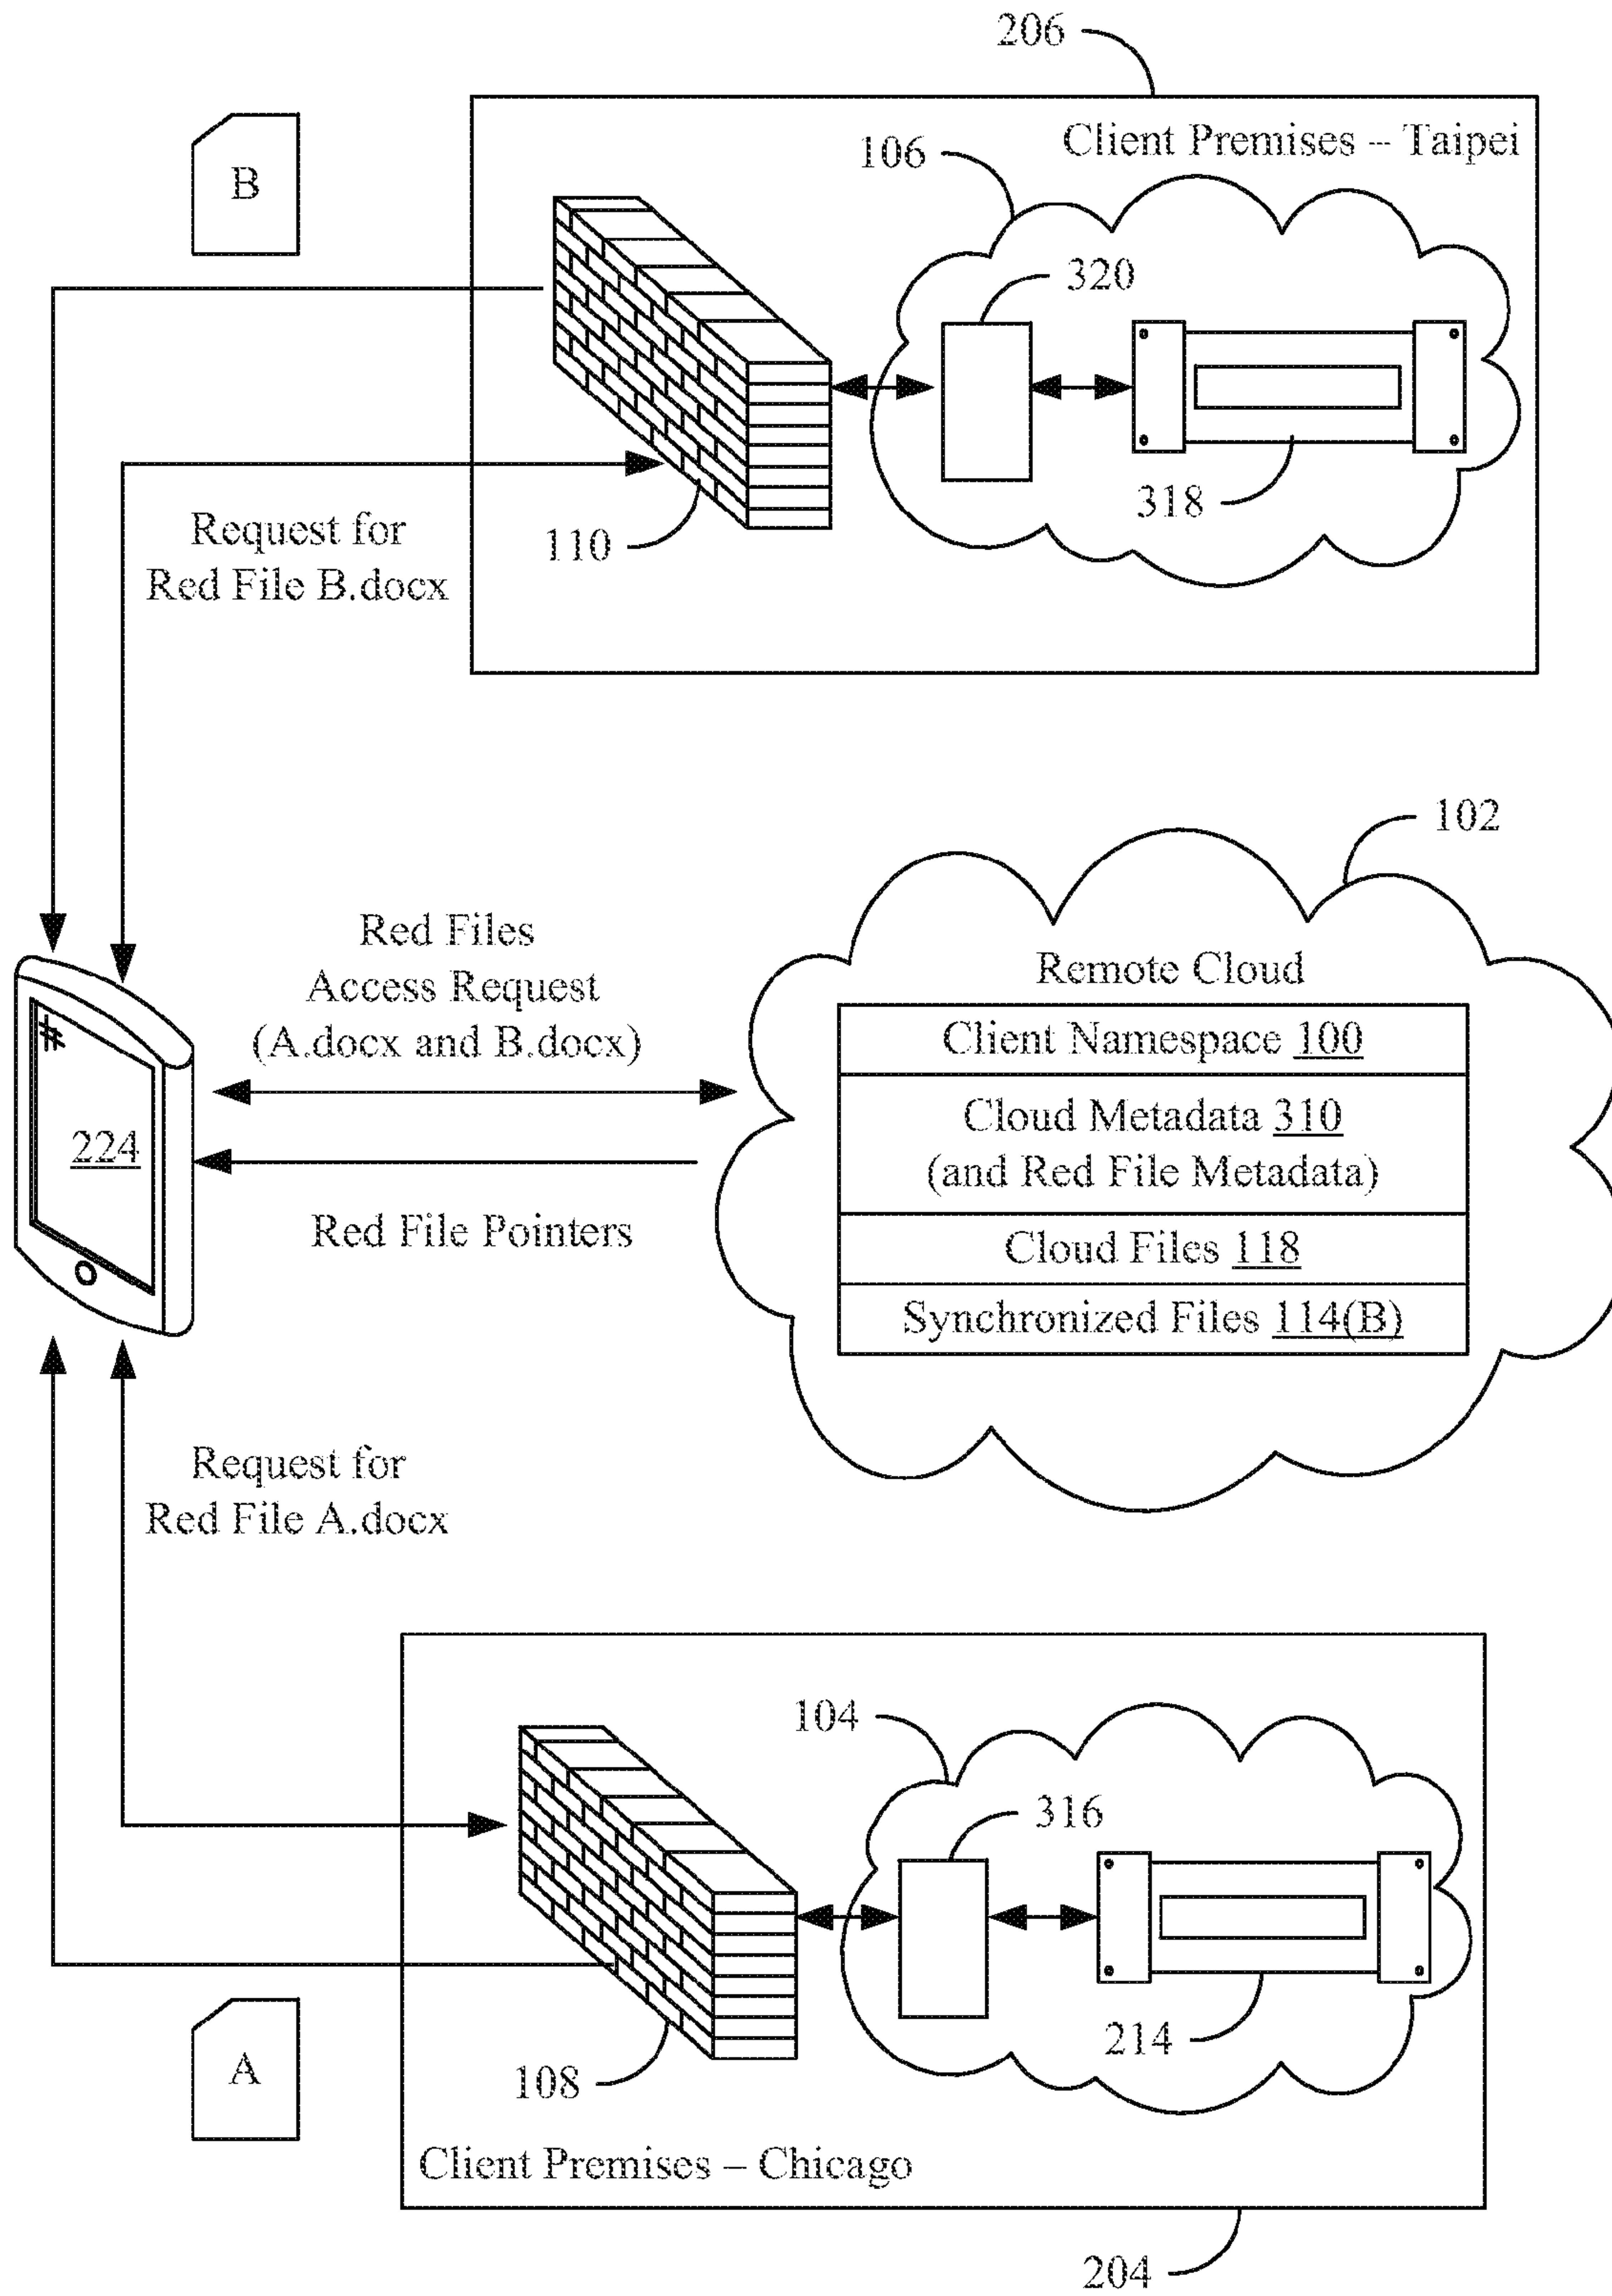 206
B
Client Premises – Taipei
106
320
318
110
Request for
Red File B.docx
102
Red Files
Access Request
(A.docx and B.docx)
Remote Cloud
Client Namespace 100
Cloud Metadata 310
(and Red File Metadata)
Cloud Files 118
Synchronized Files 114(B)
224
Red File Pointers
Request for
Red File A.docx
104
316
214
108
A
Client Premises – Chicago
204